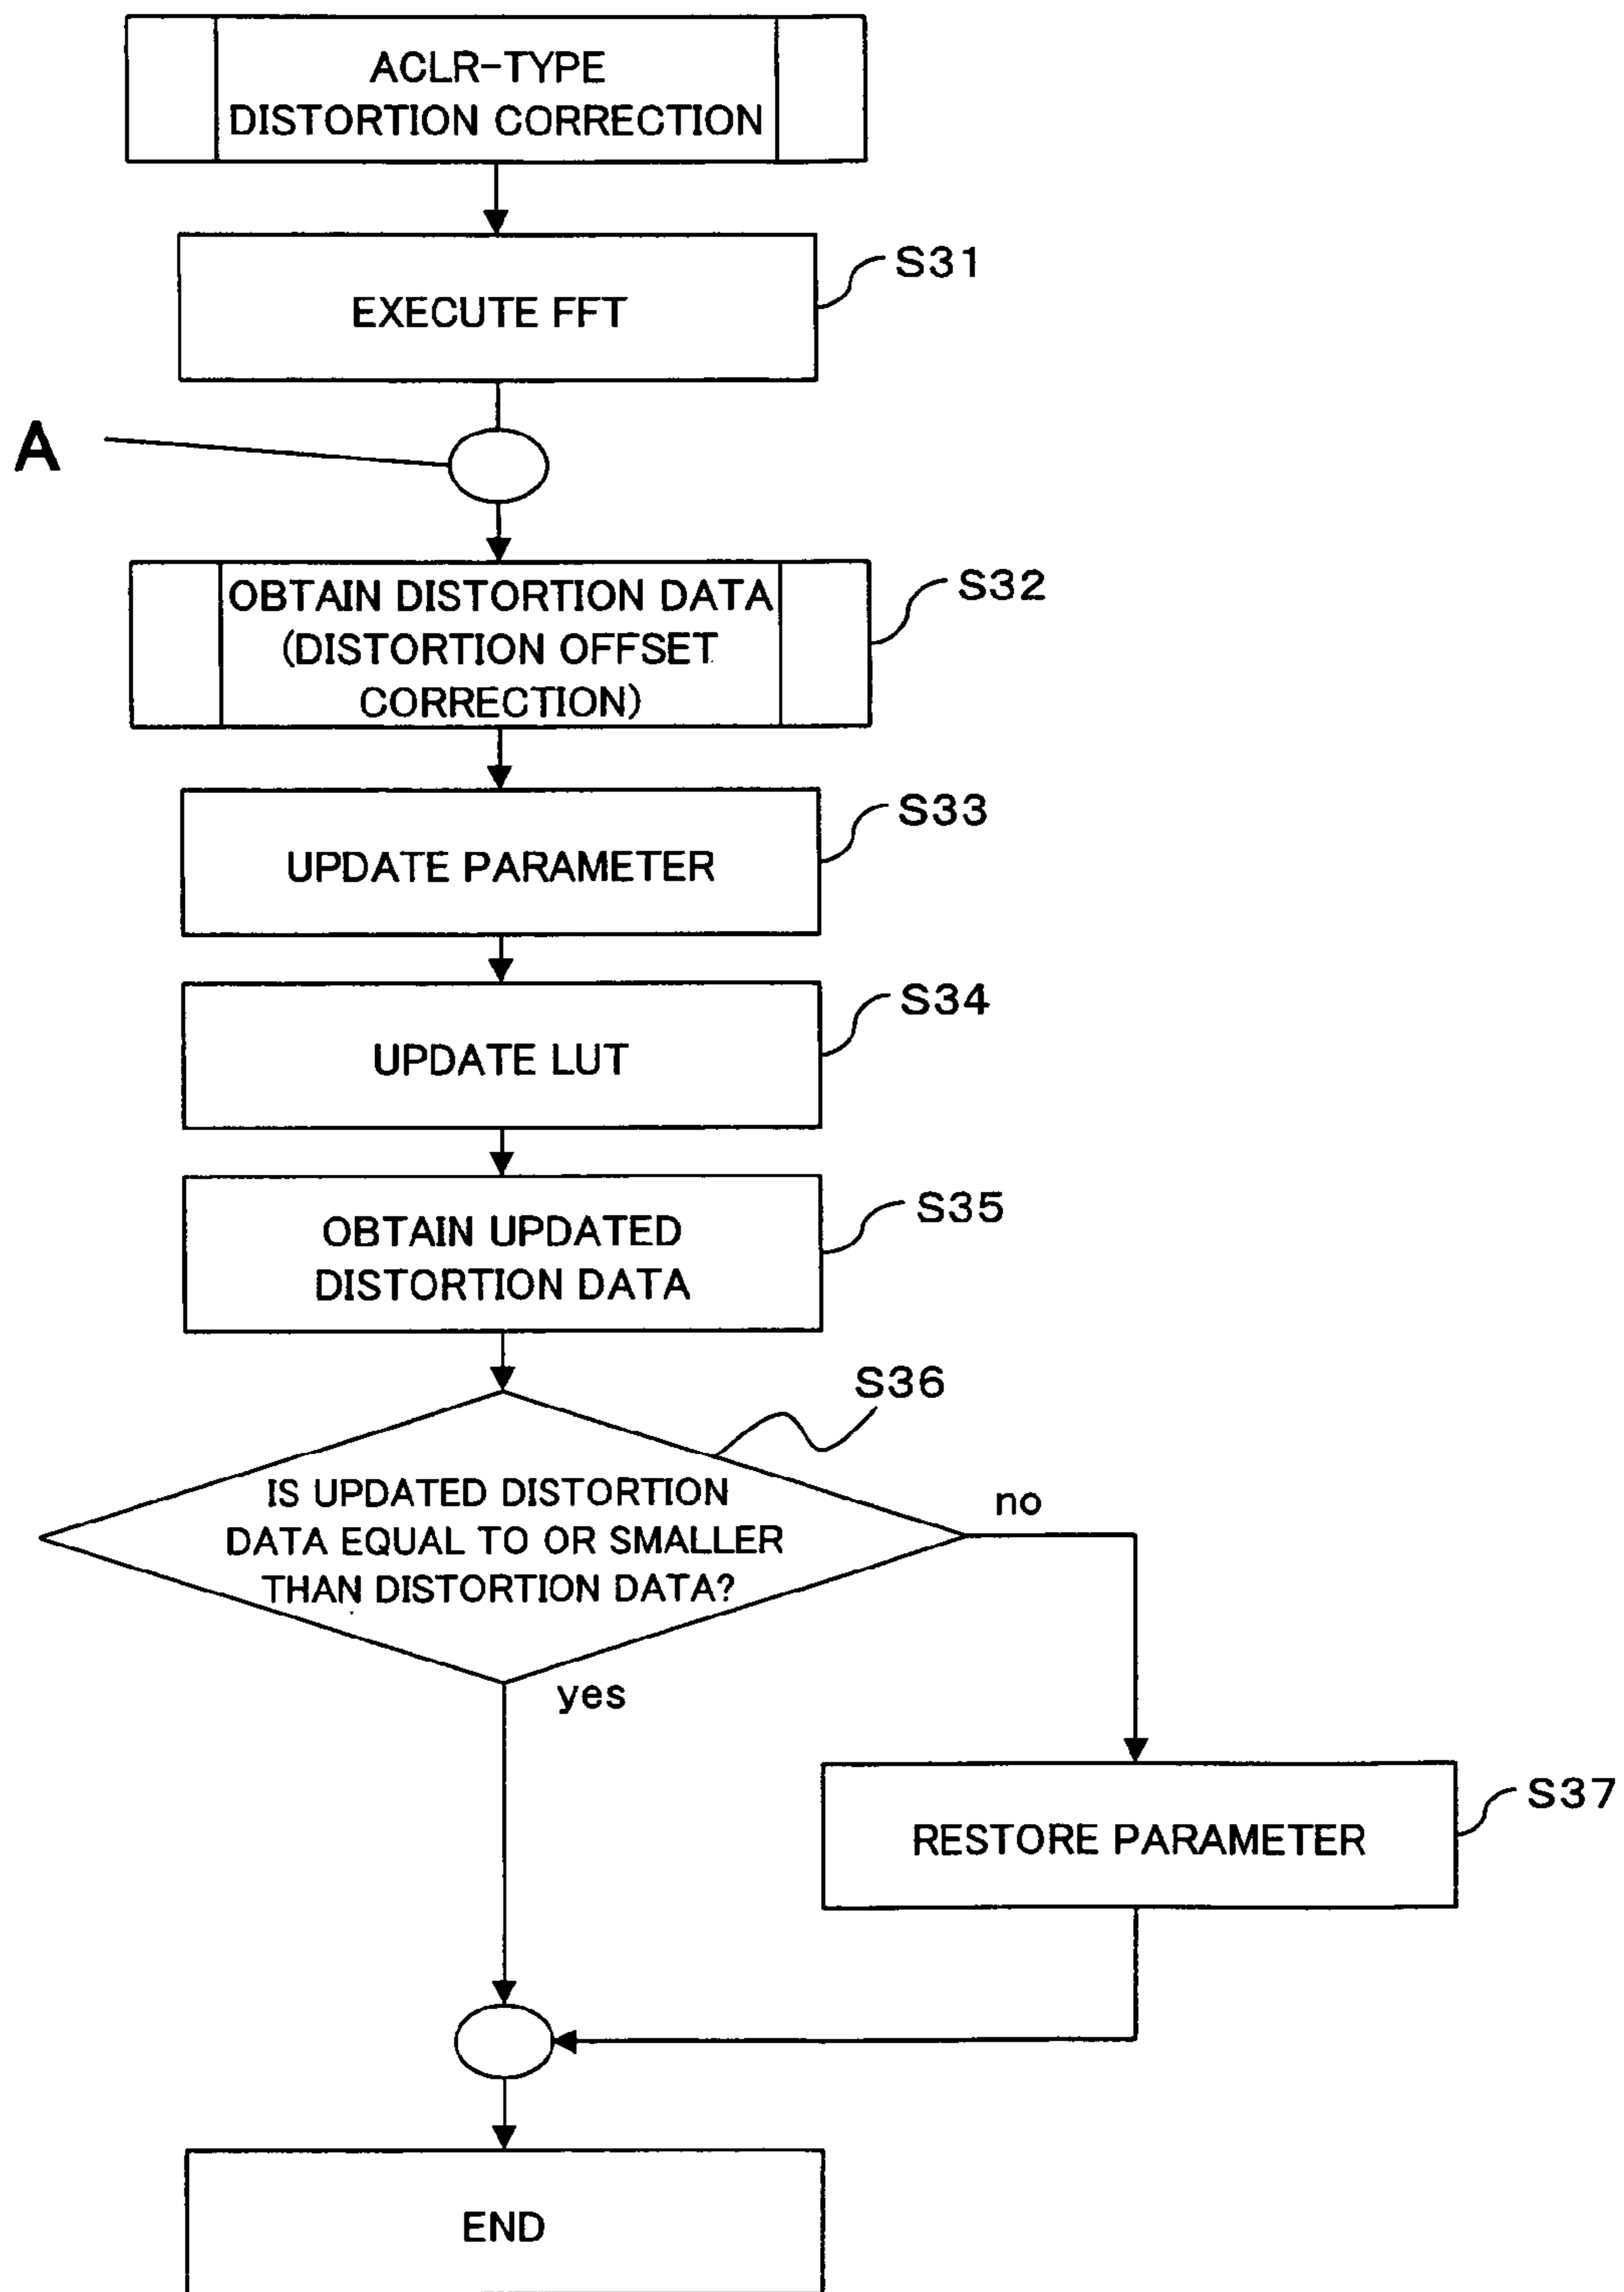 ACLR-TYPE
DISTORTION CORRECTION
S31
EXECUTE FFT
A
S32
OBTAIN DISTORTION DATA
(DISTORTION OFFSET
CORRECTION)
S33
UPDATE PARAMETER
S34
UPDATE LUT
S35
OBTAIN UPDATED
DISTORTION DATA
S36
IS UPDATED DISTORTION
DATA EQUAL TO OR SMALLER
THAN DISTORTION DATA?
no
yes
S37
RESTORE PARAMETER
END